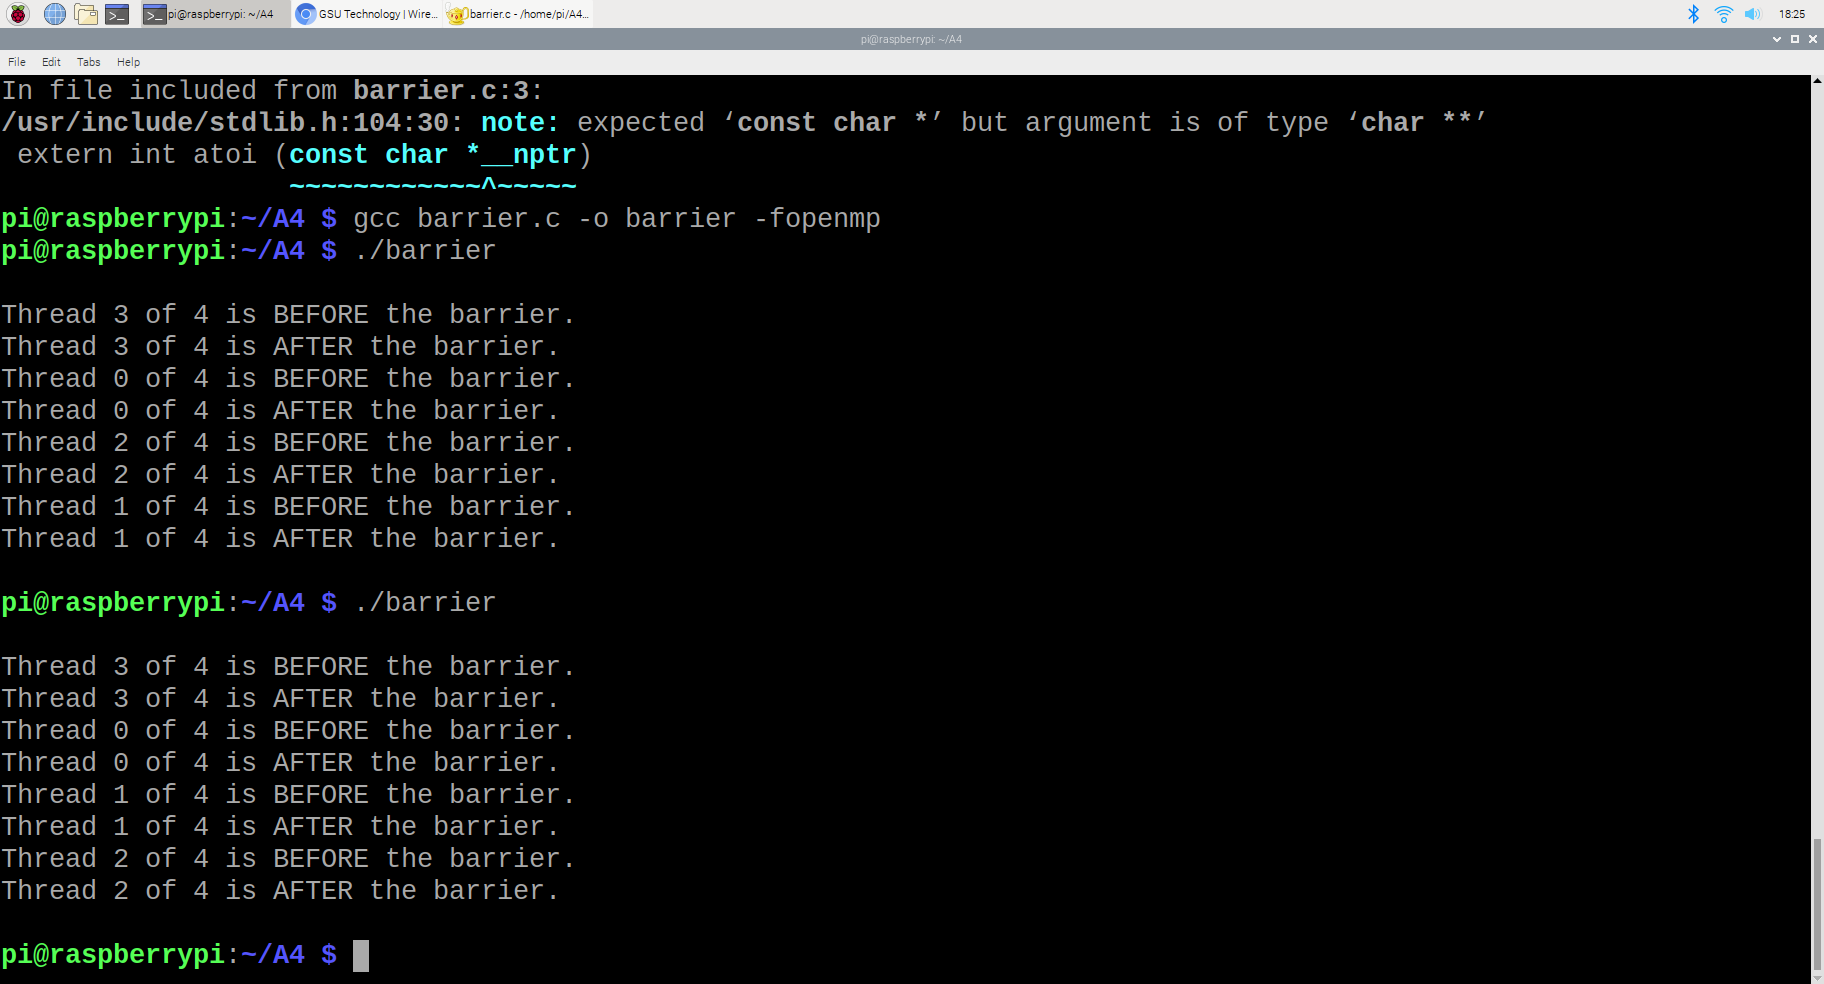 pi@raspberrypi: ~/A4 GSU Technology | Wire... barrier.c - /home/pi/A4... 18:25
pi@raspberrypi: ~/A4
File Edit Tabs Help
In file included from barrier.c:3:
/usr/include/stdlib.h:104:30: note: expected ‘const char *’ but argument is of type ‘char **’
 extern int atoi (const char *__nptr)
                  ~~~~~~~~~~~~^~~~~~
pi@raspberrypi:~/A4 $ gcc barrier.c -o barrier -fopenmp
pi@raspberrypi:~/A4 $ ./barrier
Thread 3 of 4 is BEFORE the barrier.
Thread 3 of 4 is AFTER the barrier.
Thread 0 of 4 is BEFORE the barrier.
Thread 0 of 4 is AFTER the barrier.
Thread 2 of 4 is BEFORE the barrier.
Thread 2 of 4 is AFTER the barrier.
Thread 1 of 4 is BEFORE the barrier.
Thread 1 of 4 is AFTER the barrier.
pi@raspberrypi:~/A4 $ ./barrier
Thread 3 of 4 is BEFORE the barrier.
Thread 3 of 4 is AFTER the barrier.
Thread 0 of 4 is BEFORE the barrier.
Thread 0 of 4 is AFTER the barrier.
Thread 1 of 4 is BEFORE the barrier.
Thread 1 of 4 is AFTER the barrier.
Thread 2 of 4 is BEFORE the barrier.
Thread 2 of 4 is AFTER the barrier.
pi@raspberrypi:~/A4 $